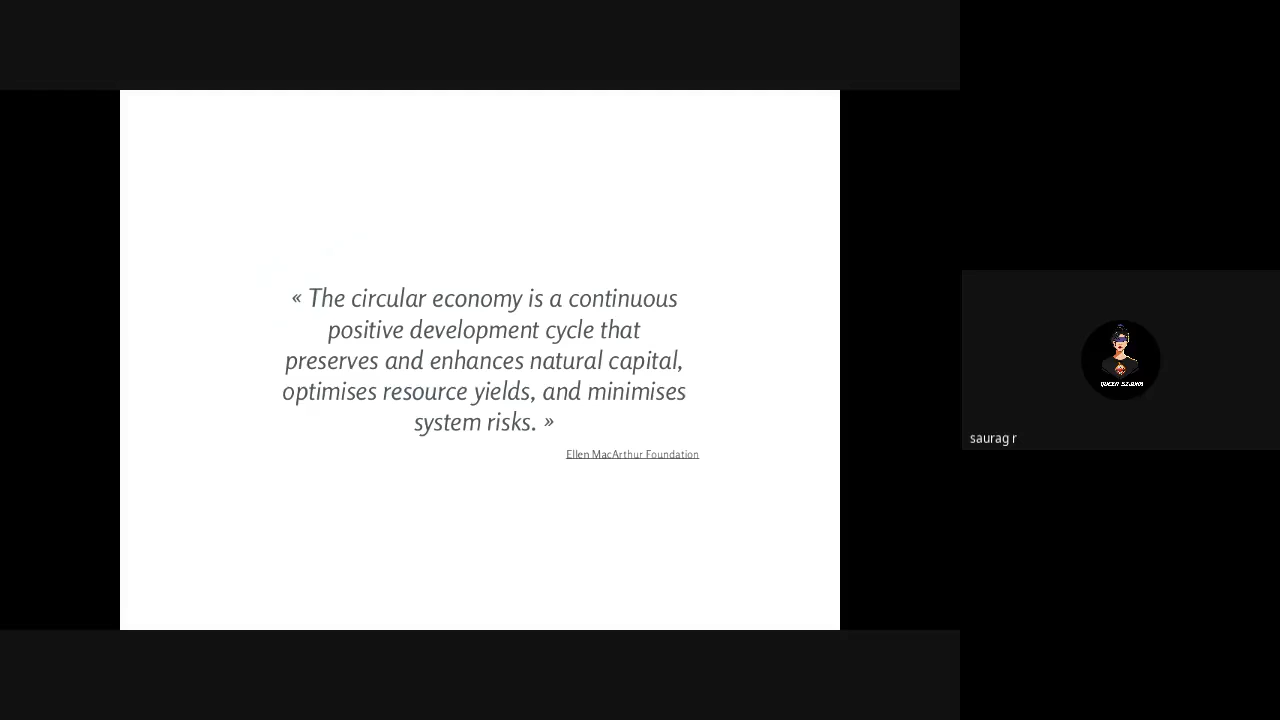 « The circular economy is a continuous
positive development cycle that
preserves and enhances natural capital,
optimises resource yields, and minimises
system risks. »
Ellen MacArthur Foundation
saurag r